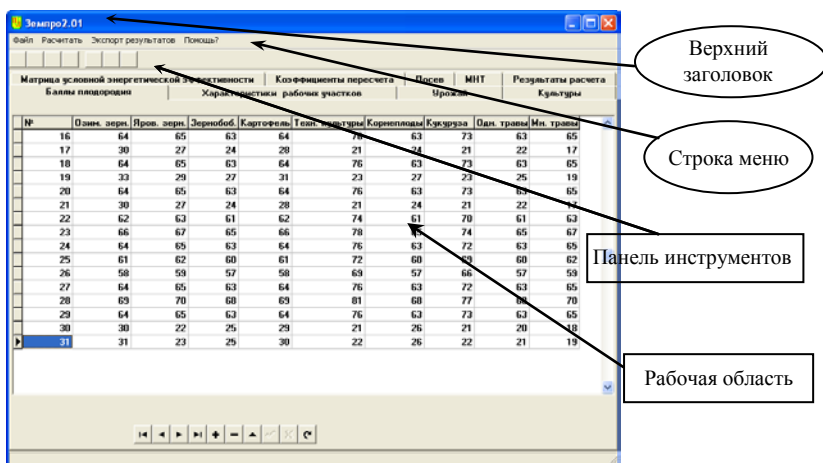 Земпро2.01
Файл Расчитать Экспорт результатов Помощь?
Матрица условной энергетической эффективности Коэффициенты пересчета Посев МНТ Результаты расчета
Баллы плодородия Характеристики рабочих участков Урожай Культуры
№ Озим. зерн. Яров. зерн. Зернобоб. Картофель Техн. культуры Корнеплоды Кукуруза Одн. травы Мн. травы
16 64 65 63 64 76 63 73 63 65
17 30 27 24 28 21 24 21 22 17
18 64 65 63 64 76 63 73 63 65
19 33 29 27 31 23 27 23 25 19
20 64 65 63 64 76 63 73 63 65
21 30 27 24 28 21 24 21 22 17
22 62 63 61 62 74 61 70 61 63
23 66 67 65 66 78 65 74 65 67
24 64 65 63 64 76 63 72 63 65
25 61 62 60 61 72 60 69 60 62
26 58 59 57 58 69 57 66 57 59
27 64 65 63 64 76 63 72 63 65
28 69 70 68 69 81 68 77 68 70
29 64 65 63 64 76 63 73 63 65
30 30 22 25 29 21 26 21 20 18
31 31 23 25 30 22 26 22 21 19
Верхний
заголовок
Строка меню
Панель инструментов
Рабочая область